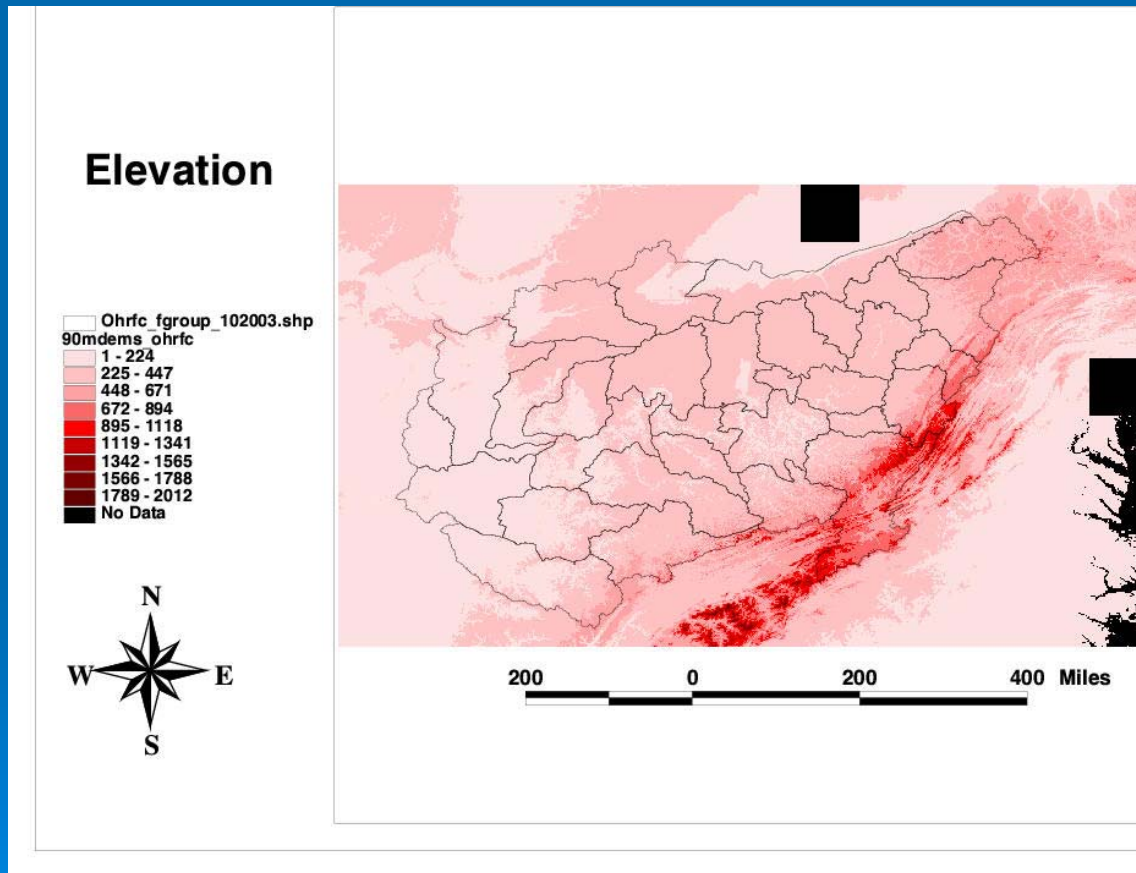 Elevation
Ohrfc_fgroup_102003.shp
90mdems_ohrfc
1 - 224
225 - 447
448 - 671
672 - 894
895 - 1118
1119 - 1341
1342 - 1565
1566 - 1788
1789 - 2012
No Data
N
W E
S
200 0 200 400 Miles